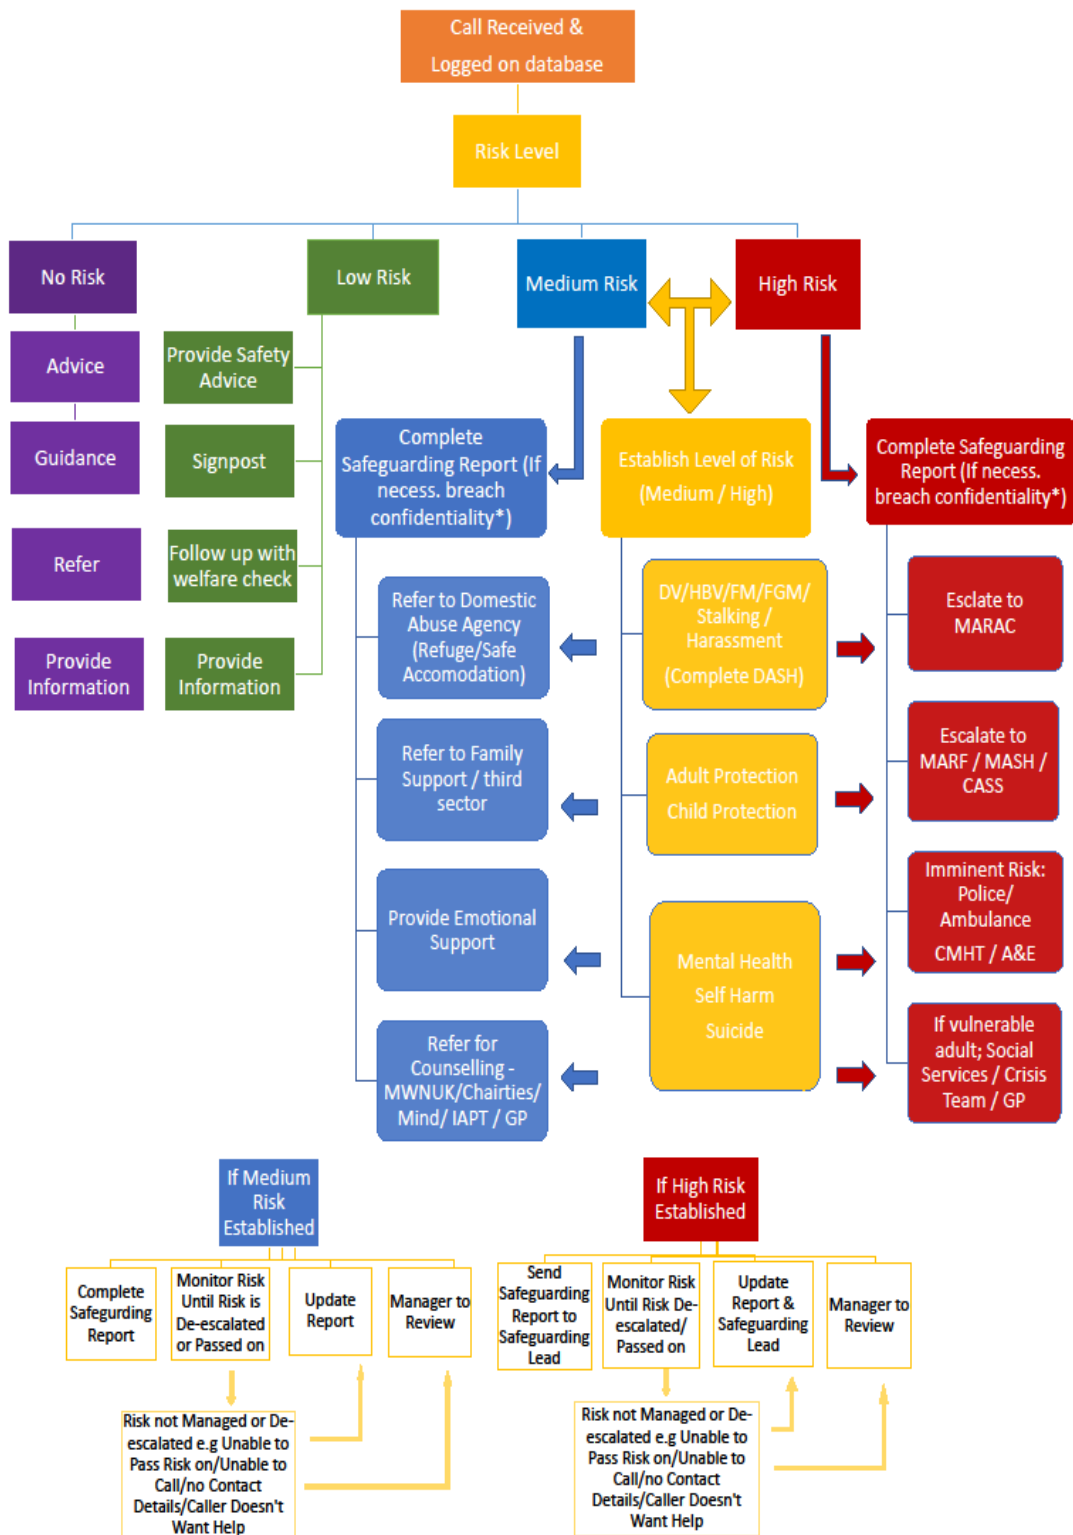 Call Received &
Logged on database
Risk Level
No Risk
Low Risk
Medium Risk
High Risk
Advice
Guidance
Refer
Provide
Information
Provide Safety
Advice
Signpost
Follow up with
welfare check
Provide
Information
Complete
Safeguarding Report (If
necess. breach
confidentiality*)
Refer to Domestic
Abuse Agency
(Refuge/Safe
Accomodation)
Refer to Family
Support / third
sector
Provide Emotional
Support
Refer for
Counselling -
MWNUK/Chairties/
Mind/ IAPT / GP
Establish Level of Risk
(Medium / High)
DV/HBV/FM/FGM/
Stalking /
Harassment
(Complete DASH)
Adult Protection
Child Protection
Mental Health
Self Harm
Suicide
Complete Safeguarding
Report (If necess.
breach confidentiality*)
Esclate to
MARAC
Escalate to
MARF / MASH /
CASS
Imminent Risk:
Police/
Ambulance
CMHT / A&E
If vulnerable
adult; Social
Services / Crisis
Team / GP
If Medium
Risk
Established
Complete
Safegurding
Report
Monitor Risk
Until Risk is
De-escalated
or Passed on
Update
Report
Manager to
Review
Risk not Managed or De-
escalated e.g Unable to
Pass Risk on/Unable to
Call/no Contact
Details/Caller Doesn't
Want Help
If High Risk
Established
Send
Safeguarding
Report to
Safeguarding
Lead
Monitor Risk
Until Risk De-
escalated/
Passed on
Update
Report &
Safeguarding
Lead
Manager to
Review
Risk not Managed or De-
escalated e.g Unable to
Pass Risk on/Unable to
Call/no Contact
Details/Caller Doesn't
Want Help